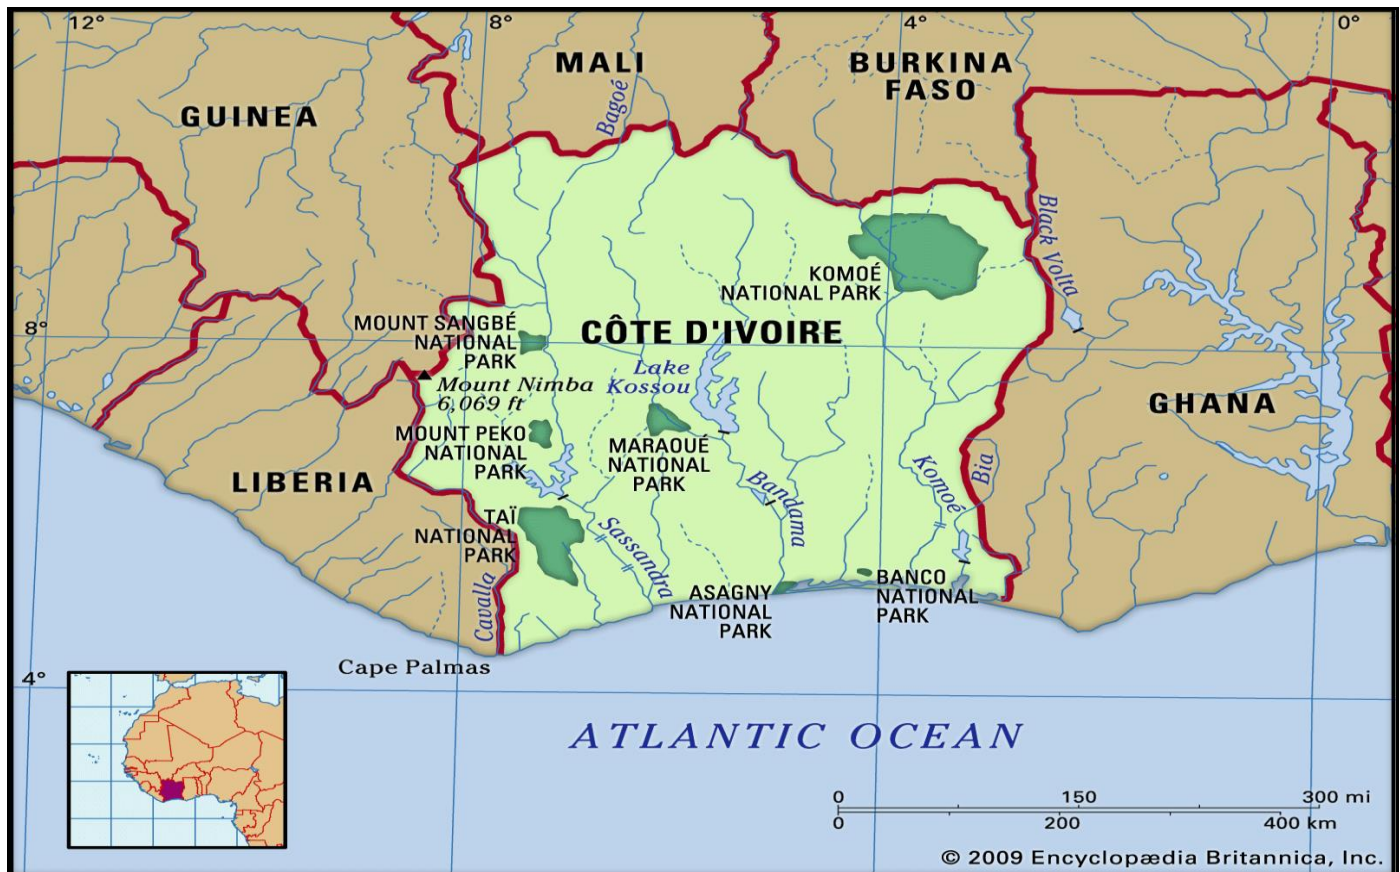 12°
8°
4°
0°
MALI
BURKINA
FASO
GUINEA
Bagoé
Black Volta
KOMOÉ
NATIONAL PARK
8°
MOUNT SANGBÉ
NATIONAL
PARK
CÔTE D'IVOIRE
Mount Nimba
6,069 ft
Lake
Kossou
GHANA
MOUNT PEKO
NATIONAL
PARK
MARAOUÉ
NATIONAL
PARK
LIBERIA
Bandama
Komoé
Bia
TAÏ
NATIONAL
PARK
Sassandra
Cavalla
ASAGNY
NATIONAL
PARK
BANCO
NATIONAL
PARK
Cape Palmas
4°
ATLANTIC OCEAN
0 150 300 mi
0 200 400 km
© 2009 Encyclopædia Britannica, Inc.